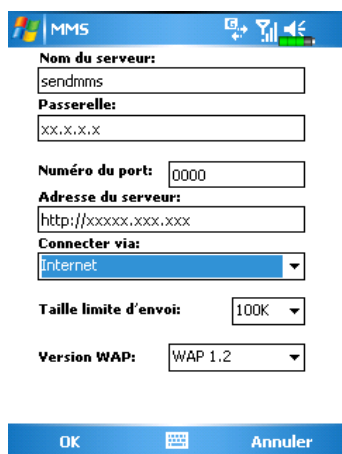 MMS
Nom du serveur:
sendmms
Passerelle:
xx.x.x.x
Numéro du port: 0000
Adresse du serveur:
http://xxxxx.xxx.xxx
Connecter via:
Internet
Taille limite d'envoi: 100K
Version WAP: WAP 1.2
OK Annuler